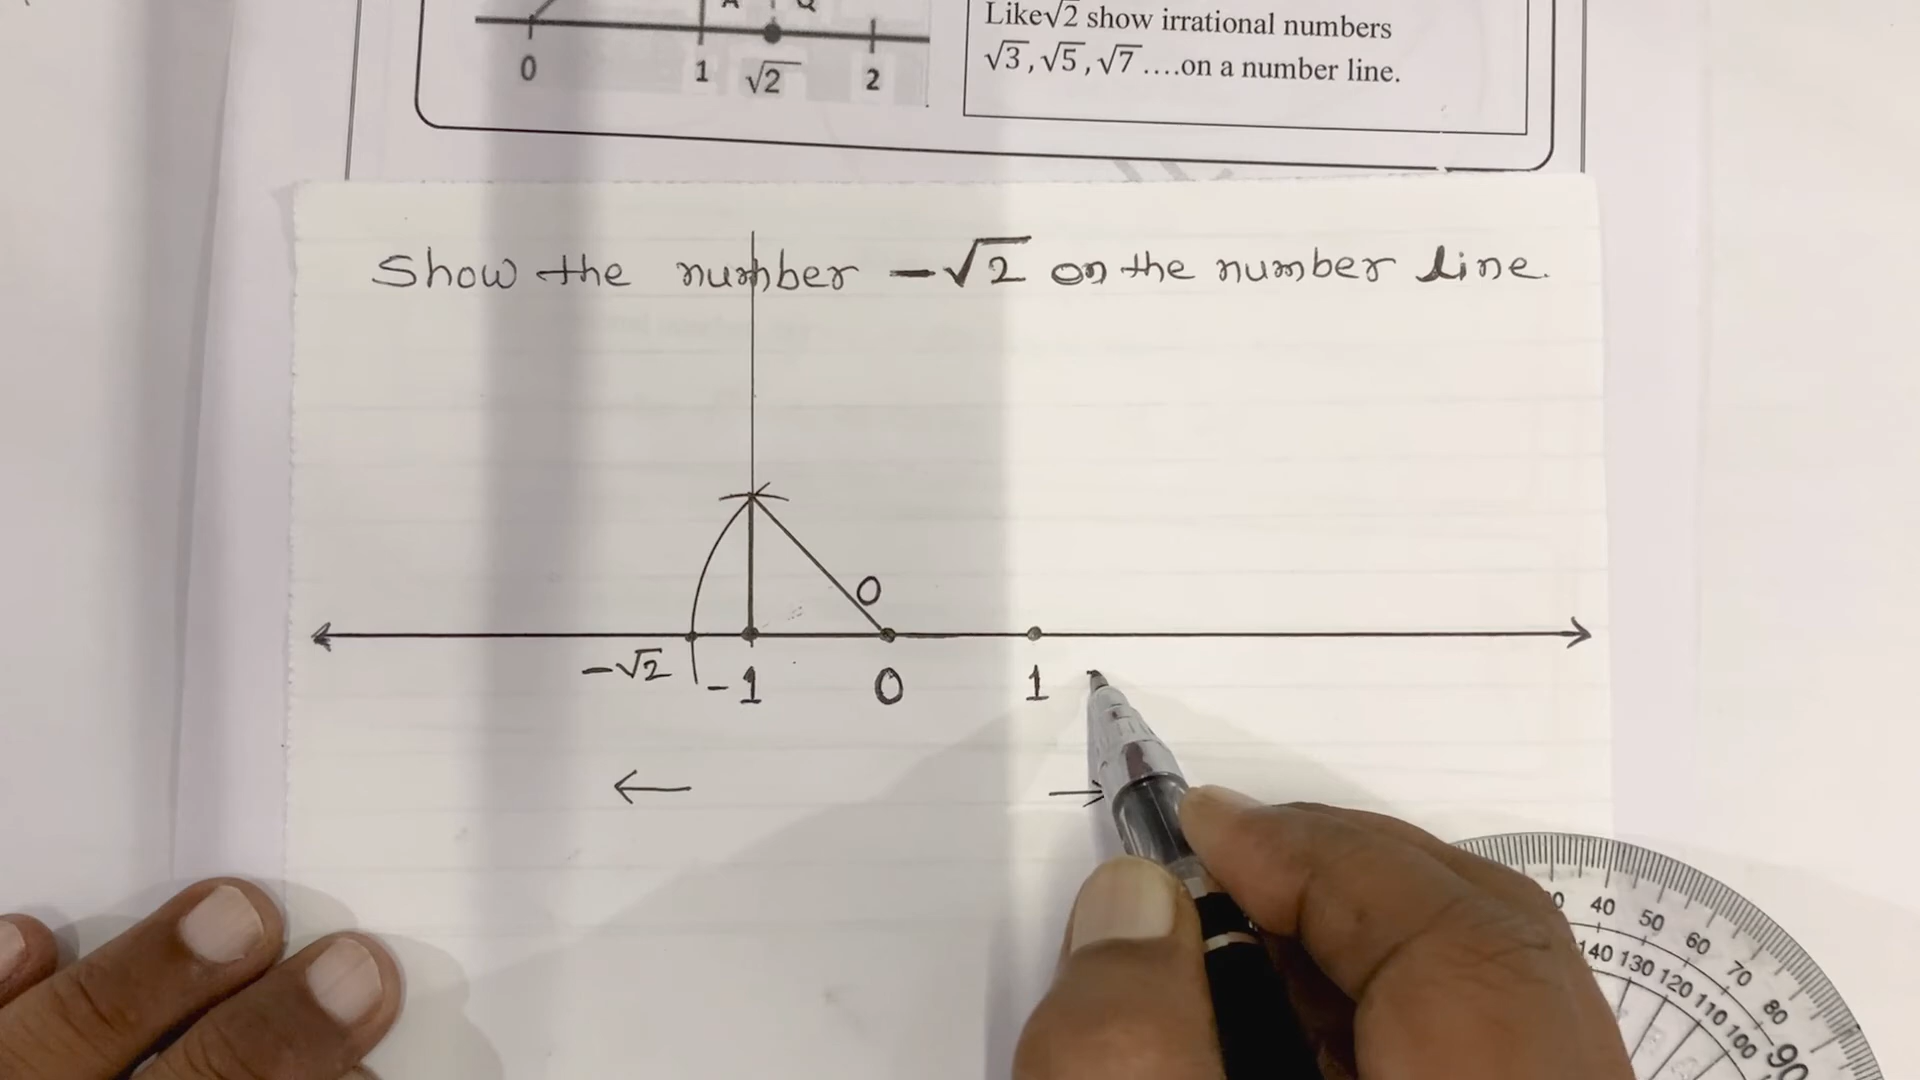 0 1 √2 2
Like√2 show irrational numbers
√3,√5,√7....on a number line.
Show the number -√2 on the number line.
O
-√2 -1 0 1
40 50 60 70 80 90
140 130 120 110 100